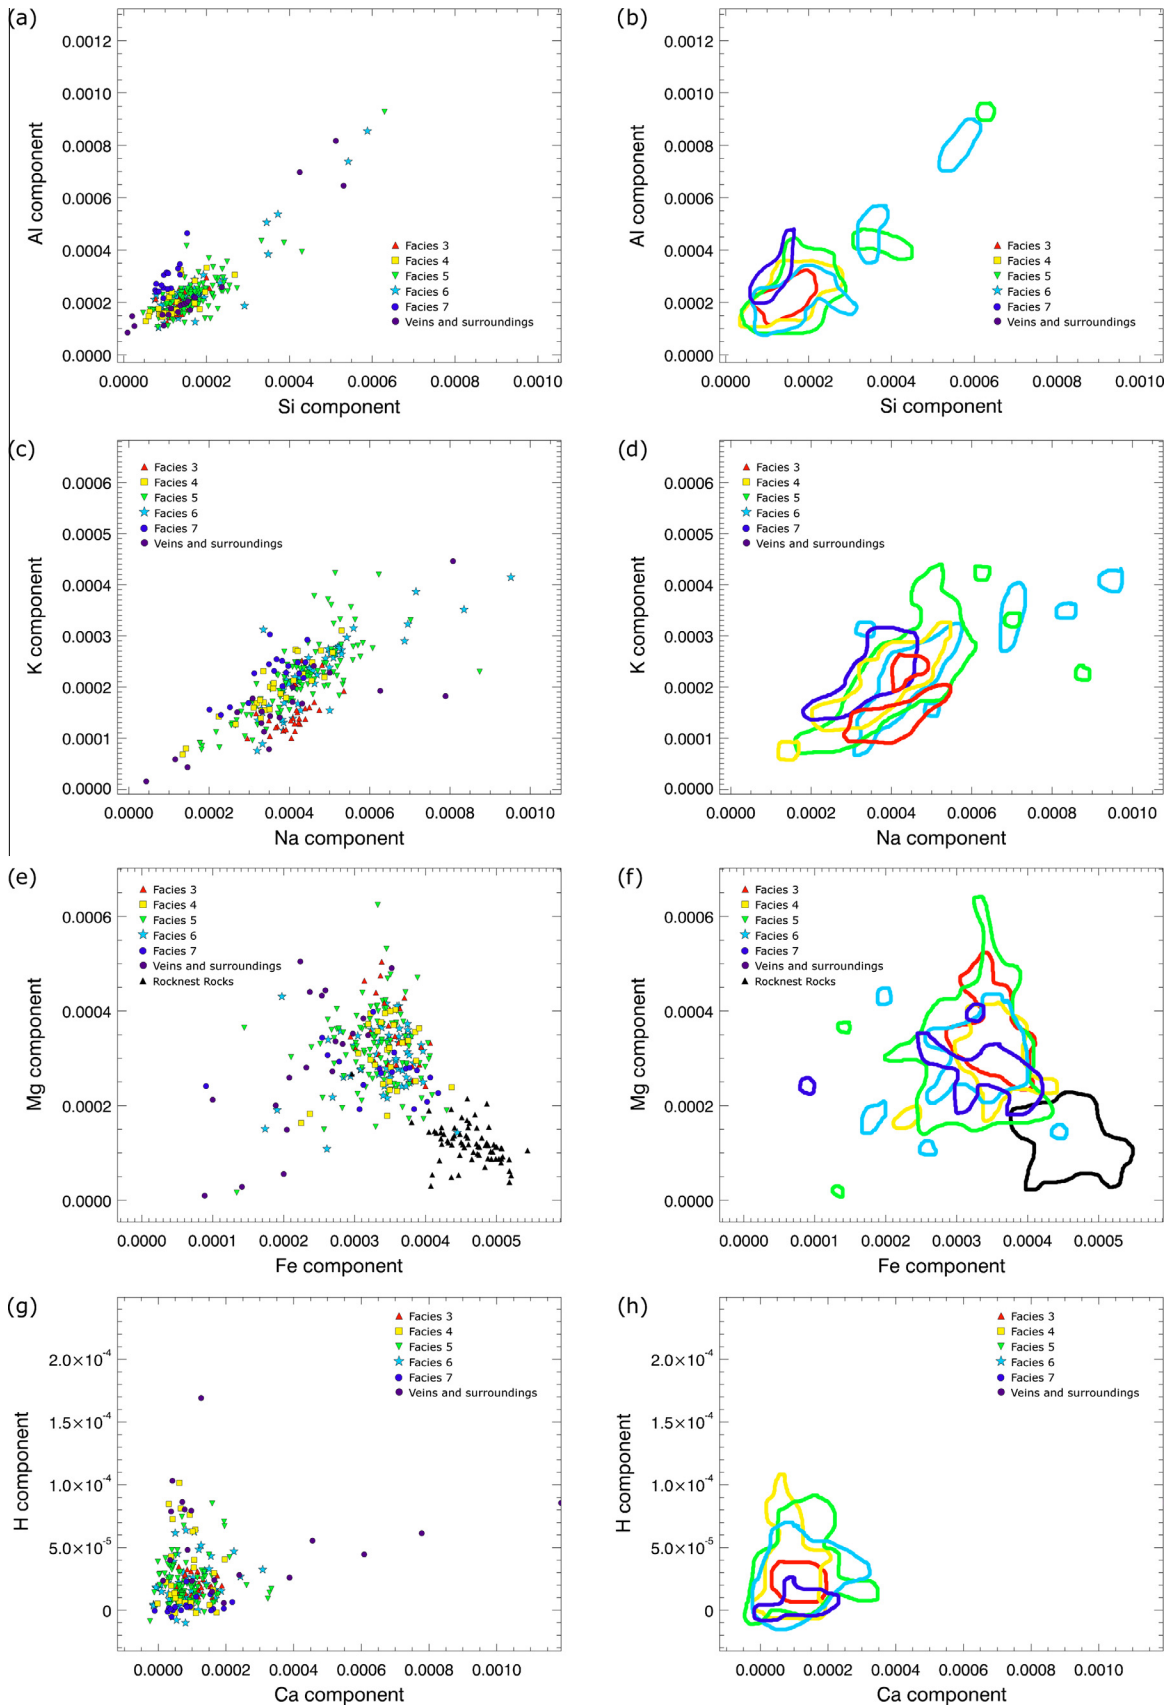 (a)
0.0012
0.0010
0.0008
0.0006
0.0004
0.0002
0.0000
Al component
Facies 3
Facies 4
Facies 5
Facies 6
Facies 7
Veins and surroundings
0.0000 0.0002 0.0004 0.0006 0.0008 0.0010
Si component
(b)
0.0012
0.0010
0.0008
0.0006
0.0004
0.0002
0.0000
Al component
Facies 3
Facies 4
Facies 5
Facies 6
Facies 7
Veins and surroundings
0.0000 0.0002 0.0004 0.0006 0.0008 0.0010
Si component
(c)
Facies 3
Facies 4
Facies 5
Facies 6
Facies 7
Veins and surroundings
0.0006
0.0005
0.0004
0.0003
0.0002
0.0001
0.0000
K component
0.0000 0.0002 0.0004 0.0006 0.0008 0.0010
Na component
(d)
Facies 3
Facies 4
Facies 5
Facies 6
Facies 7
Veins and surroundings
0.0006
0.0005
0.0004
0.0003
0.0002
0.0001
0.0000
K component
0.0000 0.0002 0.0004 0.0006 0.0008 0.0010
Na component
(e)
Facies 3
Facies 4
Facies 5
Facies 6
Facies 7
Veins and surroundings
Rocknest Rocks
0.0006
0.0004
0.0002
0.0000
Mg component
0.0000 0.0001 0.0002 0.0003 0.0004 0.0005
Fe component
(f)
Facies 3
Facies 4
Facies 5
Facies 6
Facies 7
Veins and surroundings
Rocknest Rocks
0.0006
0.0004
0.0002
0.0000
Mg component
0.0000 0.0001 0.0002 0.0003 0.0004 0.0005
Fe component
(g)
Facies 3
Facies 4
Facies 5
Facies 6
Facies 7
Veins and surroundings
2.0×10⁻⁴
1.5×10⁻⁴
1.0×10⁻⁴
5.0×10⁻⁵
0
H component
0.0000 0.0002 0.0004 0.0006 0.0008 0.0010
Ca component
(h)
Facies 3
Facies 4
Facies 5
Facies 6
Facies 7
Veins and surroundings
2.0×10⁻⁴
1.5×10⁻⁴
1.0×10⁻⁴
5.0×10⁻⁵
0
H component
0.0000 0.0002 0.0004 0.0006 0.0008 0.0010
Ca component